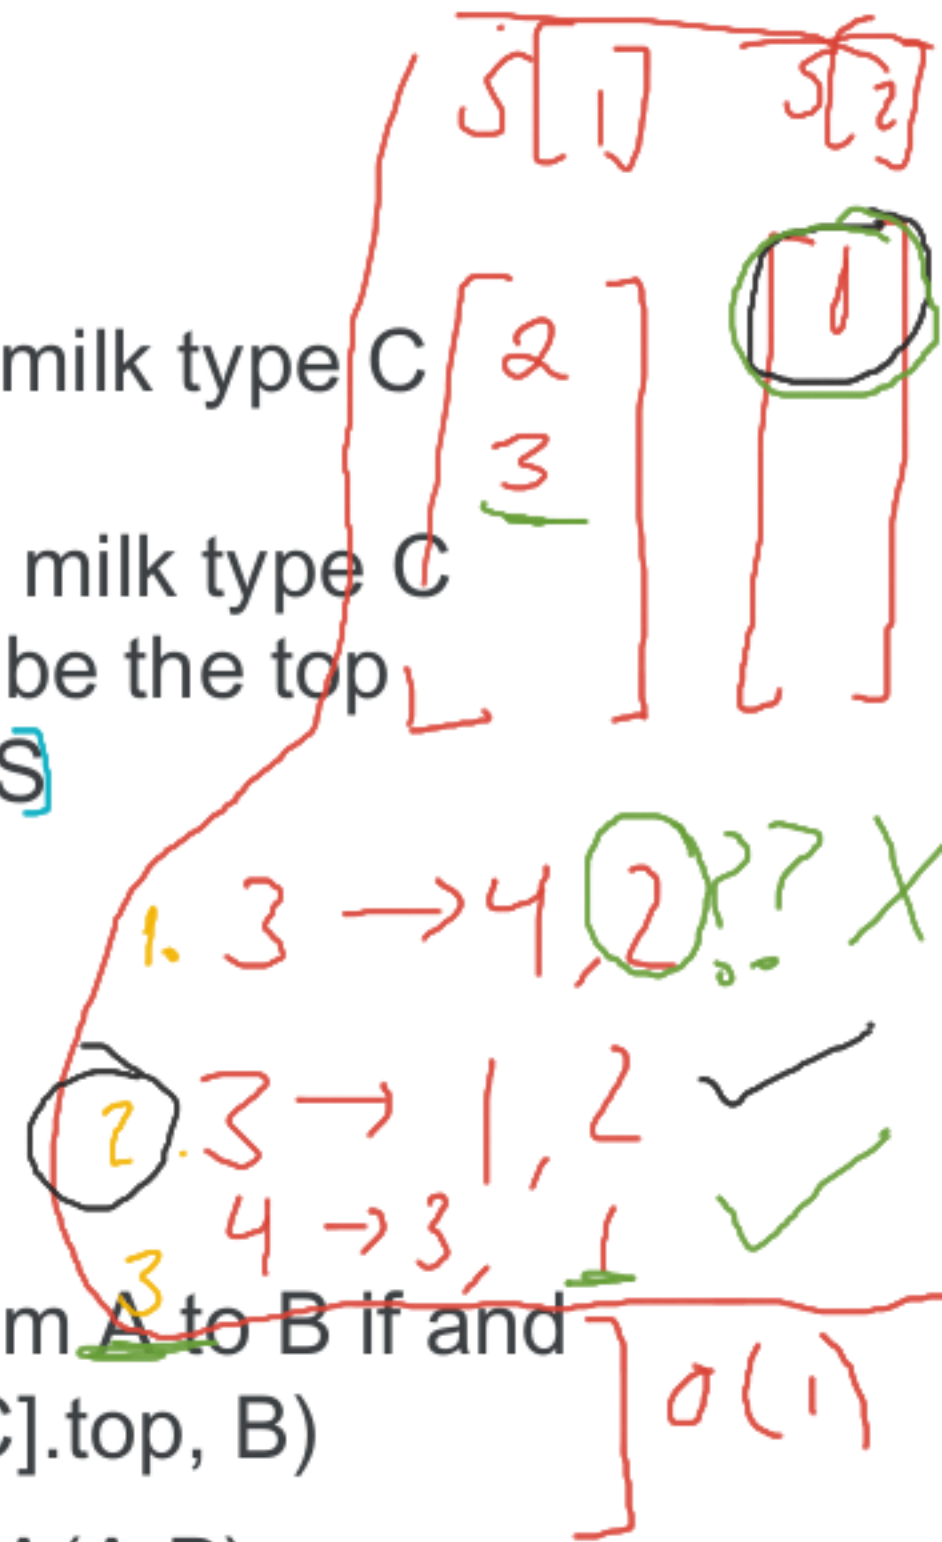 S[1] S[2]
1
milk type C
2
3
milk type C
be the top
S
1. 3 → 4, 2 ?? X
2. 3 → 1, 2 ✓
3 4 → 3, 1 ✓
m A to B if and
O(1)
C].top, B)